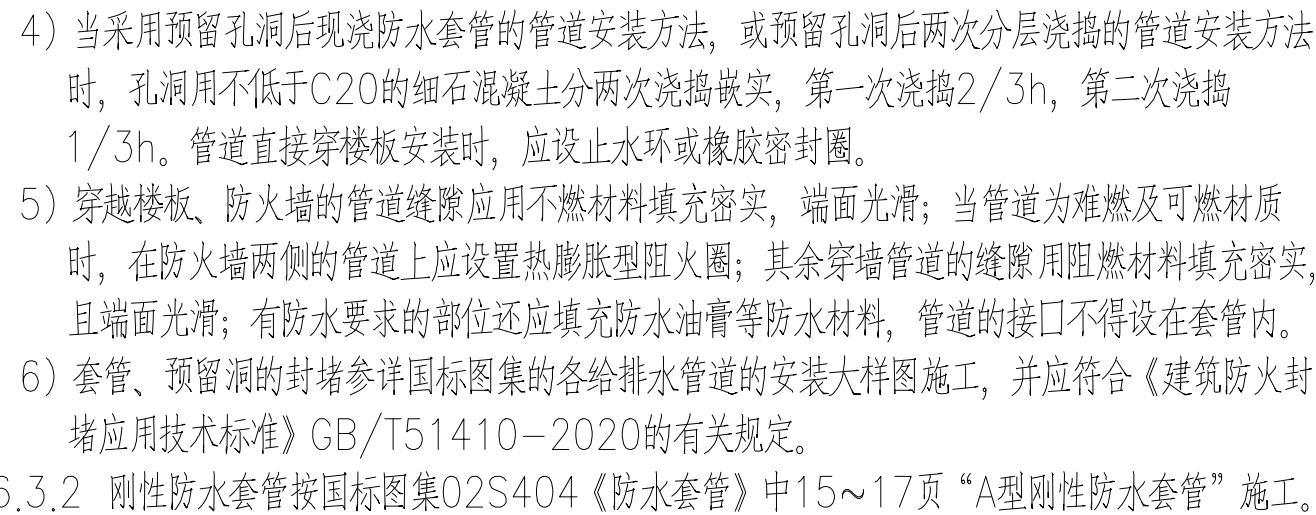 4）当采用预留孔洞后现浇防水套管的管道安装方法，或预留孔洞后两次分层浇捣的管道安装方法
时，孔洞用不低于C20的细石混凝土分两次浇捣嵌实，第一次浇捣2/3h，第二次浇捣
1/3h。管道直接穿楼板安装时，应设止水环或橡胶密封圈。
5）穿越楼板、防火墙的管道缝隙应用不燃材料填充密实，端面光滑；当管道为难燃及可燃材质
时，在防火墙两侧的管道上应设置热膨胀型阻火圈；其余穿墙管道的缝隙用阻燃材料填充密实，
且端面光滑；有防水要求的部位还应填充防水油膏等防水材料，管道的接口不得设在套管内。
6）套管、预留洞的封堵参详国标图集的各给排水管道的安装大样图施工，并应符合《建筑防火封
堵应用技术标准》GB/T51410-2020的有关规定。
6.3.2 刚性防水套管按国标图集02S404《防水套管》中15~17页“A型刚性防水套管”施工。